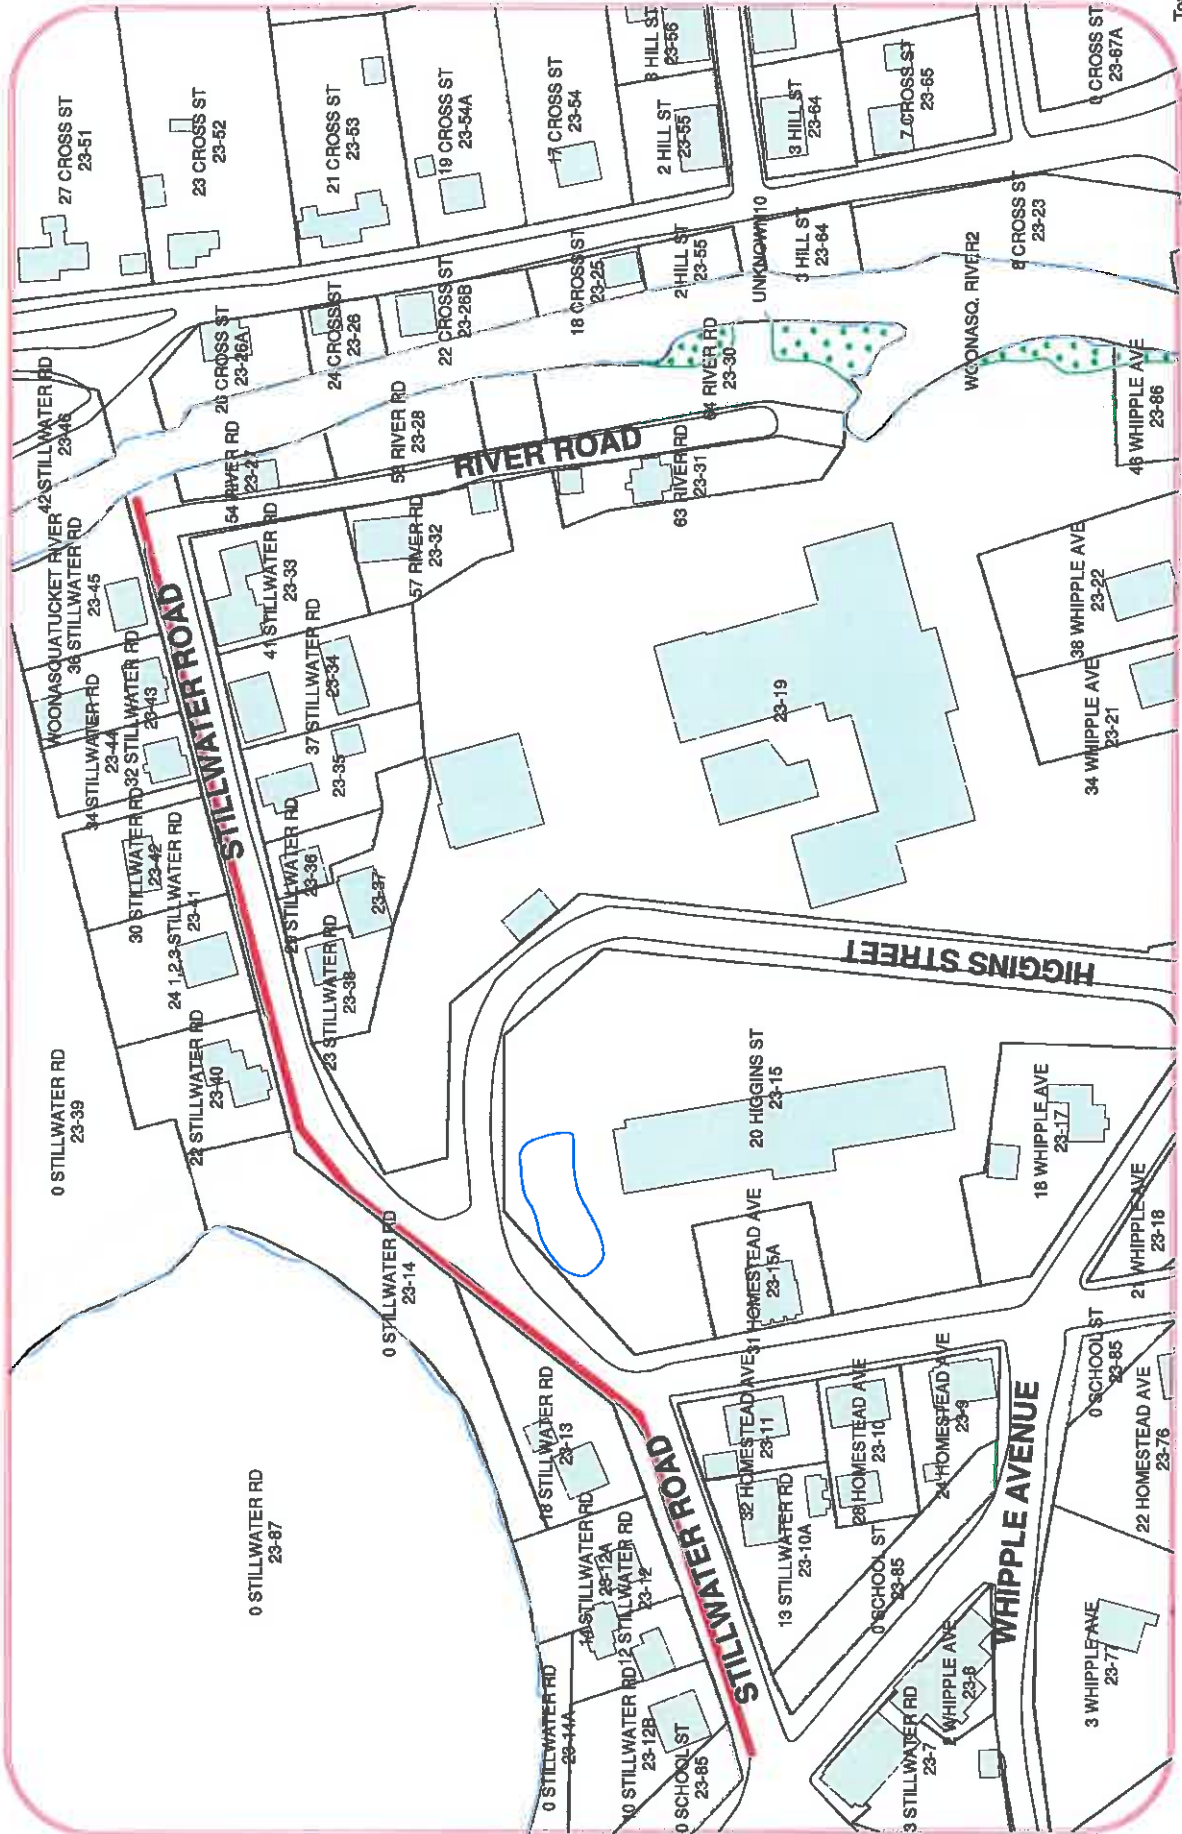 27 CROSS ST
23-51
23 CROSS ST
23-52
21 CROSS ST
23-53
19 CROSS ST
23-54A
17 CROSS ST
23-54
2 HILL ST
23-55
23-56
3 HILL ST
23-64
7 CROSS ST
23-65
0 CROSS ST
23-67A
42 STILLWATER RD
23-46
26 CROSS ST
23-26A
24 CROSS ST
23-26
22 CROSS ST
23-26B
18 CROSS ST
23-25
2 HILL ST
23-55
UNKNOWN10
3 HILL ST
23-64
8 CROSS ST
23-23
WOONASQ. RIVER2
WOONASQUATUCKET RIVER
36 STILLWATER RD
23-45
54 RIVER RD
23-27
RIVER RD
23-28
RIVER ROAD
64 RIVER RD
23-30
63 RIVER RD
23-31
46 WHIPPLE AVE
23-86
34 STILLWATER RD
23-44
32 STILLWATER RD
23-43
STILLWATER ROAD
41 STILLWATER RD
23-33
57 RIVER RD
23-32
37 STILLWATER RD
23-34
23-35
30 STILLWATER RD
23-42
24 1,2,3 STILLWATER RD
23-41
STILLWATER RD
23-36
23-37
23 STILLWATER RD
23-38
23-19
38 WHIPPLE AVE
23-22
34 WHIPPLE AVE
23-21
HIGGINS STREET
0 STILLWATER RD
23-39
22 STILLWATER RD
23-40
0 STILLWATER RD
23-14
20 HIGGINS ST
23-15
18 WHIPPLE AVE
23-17
31 HOMESTEAD AVE
23-15A
21 WHIPPLE AVE
23-18
0 STILLWATER RD
23-87
18 STILLWATER RD
23-13
32 HOMESTEAD AVE
23-11
28 HOMESTEAD AVE
23-10
24 HOMESTEAD AVE
23-9
0 SCHOOL ST
23-85
22 HOMESTEAD AVE
23-76
STILLWATER RD
23-12A
12 STILLWATER RD
23-12
STILLWATER ROAD
13 STILLWATER RD
23-10A
0 SCHOOL ST
23-85
WHIPPLE AVENUE
0 STILLWATER RD
23-14A
10 STILLWATER RD
23-12B
0 SCHOOL ST
23-85
3 STILLWATER RD
23-7
WHIPPLE AVE
23-8
3 WHIPPLE AVE
23-77